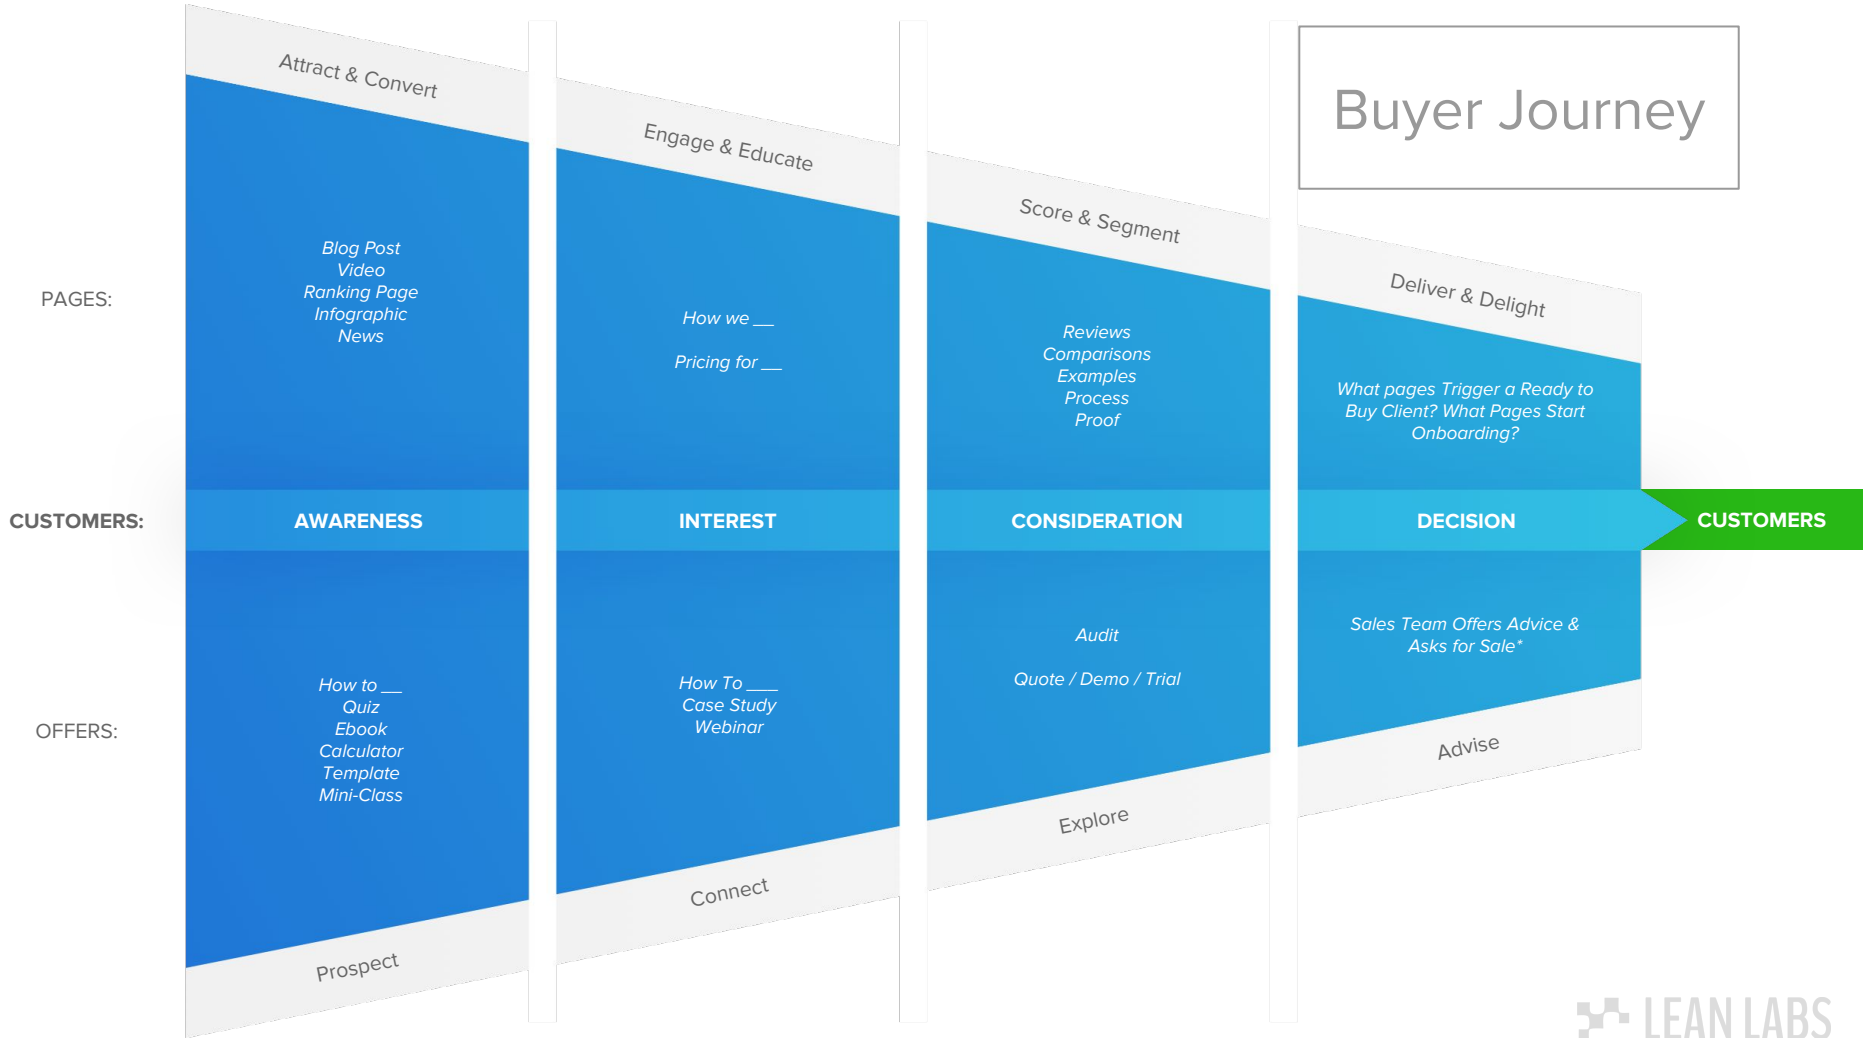 Buyer Journey
Attract & Convert
Engage & Educate
Score & Segment
Deliver & Delight
PAGES:
Blog Post
Video
Ranking Page
Infographic
News
How we __
Pricing for __
Reviews
Comparisons
Examples
Process
Proof
What pages Trigger a Ready to
Buy Client? What Pages Start
Onboarding?
CUSTOMERS:
AWARENESS
INTEREST
CONSIDERATION
DECISION
CUSTOMERS
OFFERS:
How to __
Quiz
Ebook
Calculator
Template
Mini-Class
How To ___
Case Study
Webinar
Audit
Quote / Demo / Trial
Sales Team Offers Advice &
Asks for Sale*
Prospect
Connect
Explore
Advise
LEAN LABS